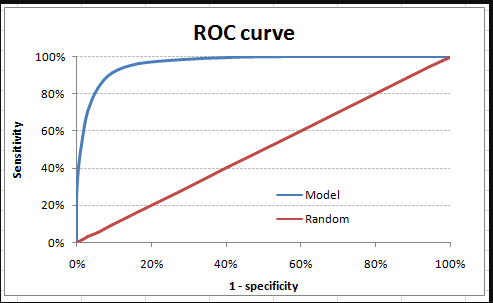 ROC curve
100%
80%
60%
40%
20%
0%
Sensitivity
Model
Random
0% 20% 40% 60% 80% 100%
1 - specificity